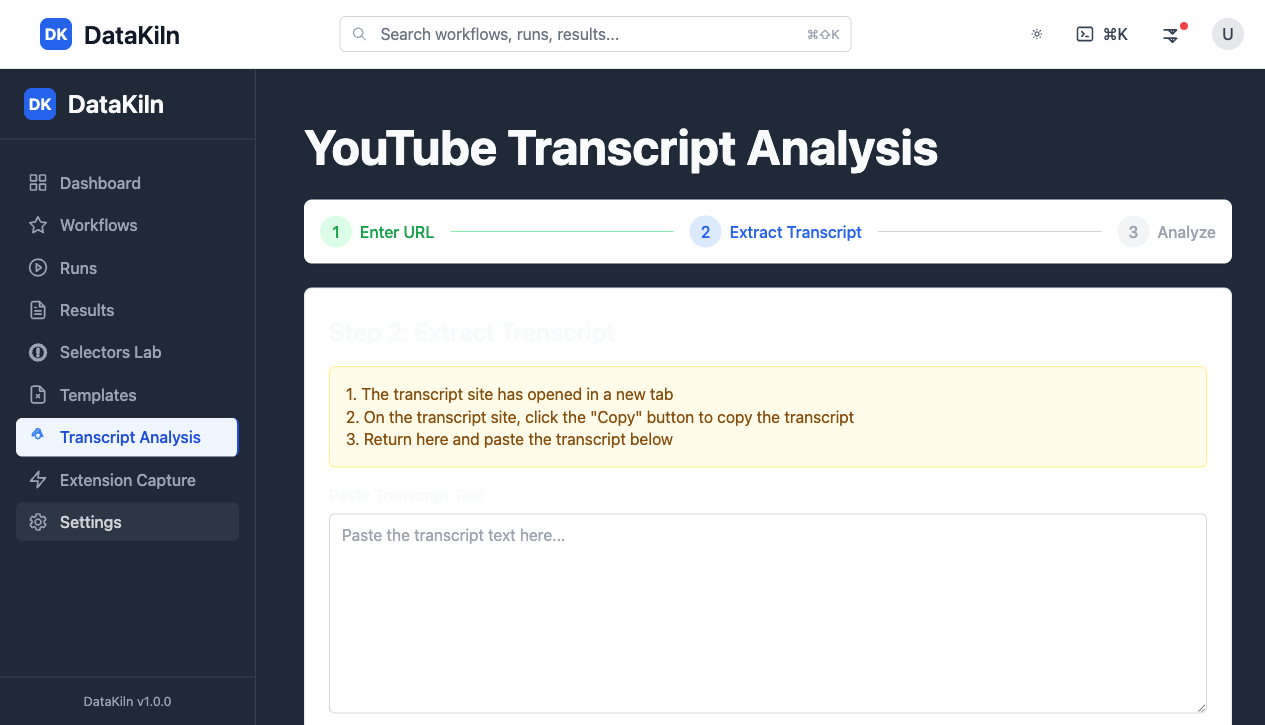 DK DataKiln
Search workflows, runs, results... ⌘⇧K
⌘K
U
DK DataKiln
Dashboard
Workflows
Runs
Results
Selectors Lab
Templates
Transcript Analysis
Extension Capture
Settings
DataKiln v1.0.0
YouTube Transcript Analysis
1 Enter URL
2 Extract Transcript
3 Analyze
Step 2: Extract Transcript
1. The transcript site has opened in a new tab
2. On the transcript site, click the "Copy" button to copy the transcript
3. Return here and paste the transcript below
Paste Transcript Text
Paste the transcript text here...